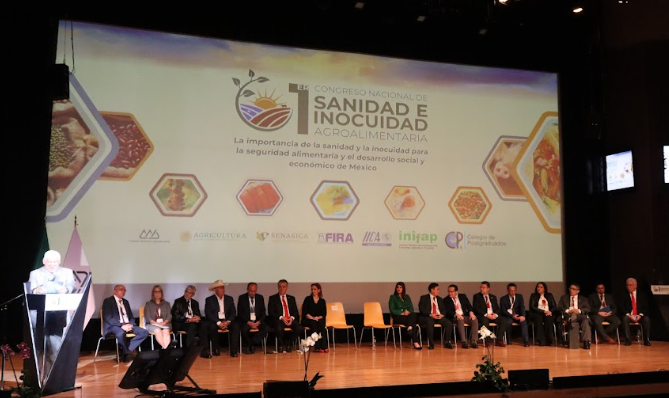 1ER
CONGRESO NACIONAL DE
SANIDAD E
INOCUIDAD
AGROALIMENTARIA
La importancia de la sanidad y la inocuidad para
la seguridad alimentaria y el desarrollo social y
económico de México
AGRICULTURA
SENASICA
FIRA
IICA
inifap
Colegio de
Postgraduados